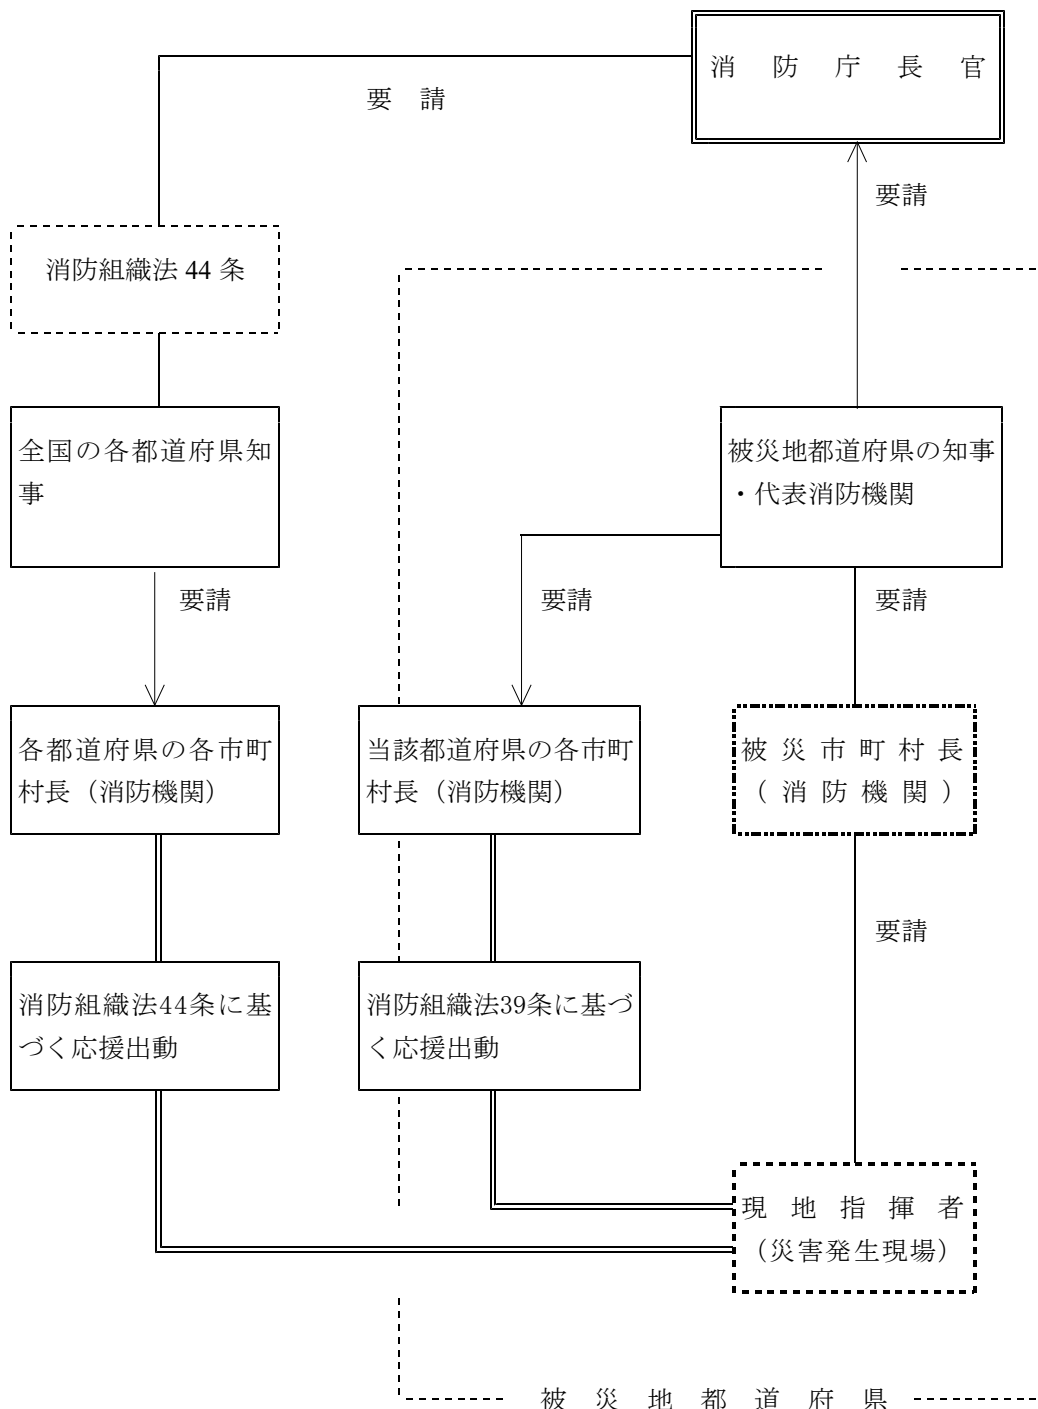 消防庁長官
要 請
要請
消防組織法 44 条
全国の各都道府県知
事
被災地都道府県の知事
・代表消防機関
要請
要請
要請
各都道府県の各市町
村長（消防機関）
当該都道府県の各市町
村長（消防機関）
被災市町村長
（消防機関）
要請
消防組織法44条に基
づく応援出動
消防組織法39条に基づ
く応援出動
現地指揮者
（災害発生現場）
被災地都道府県